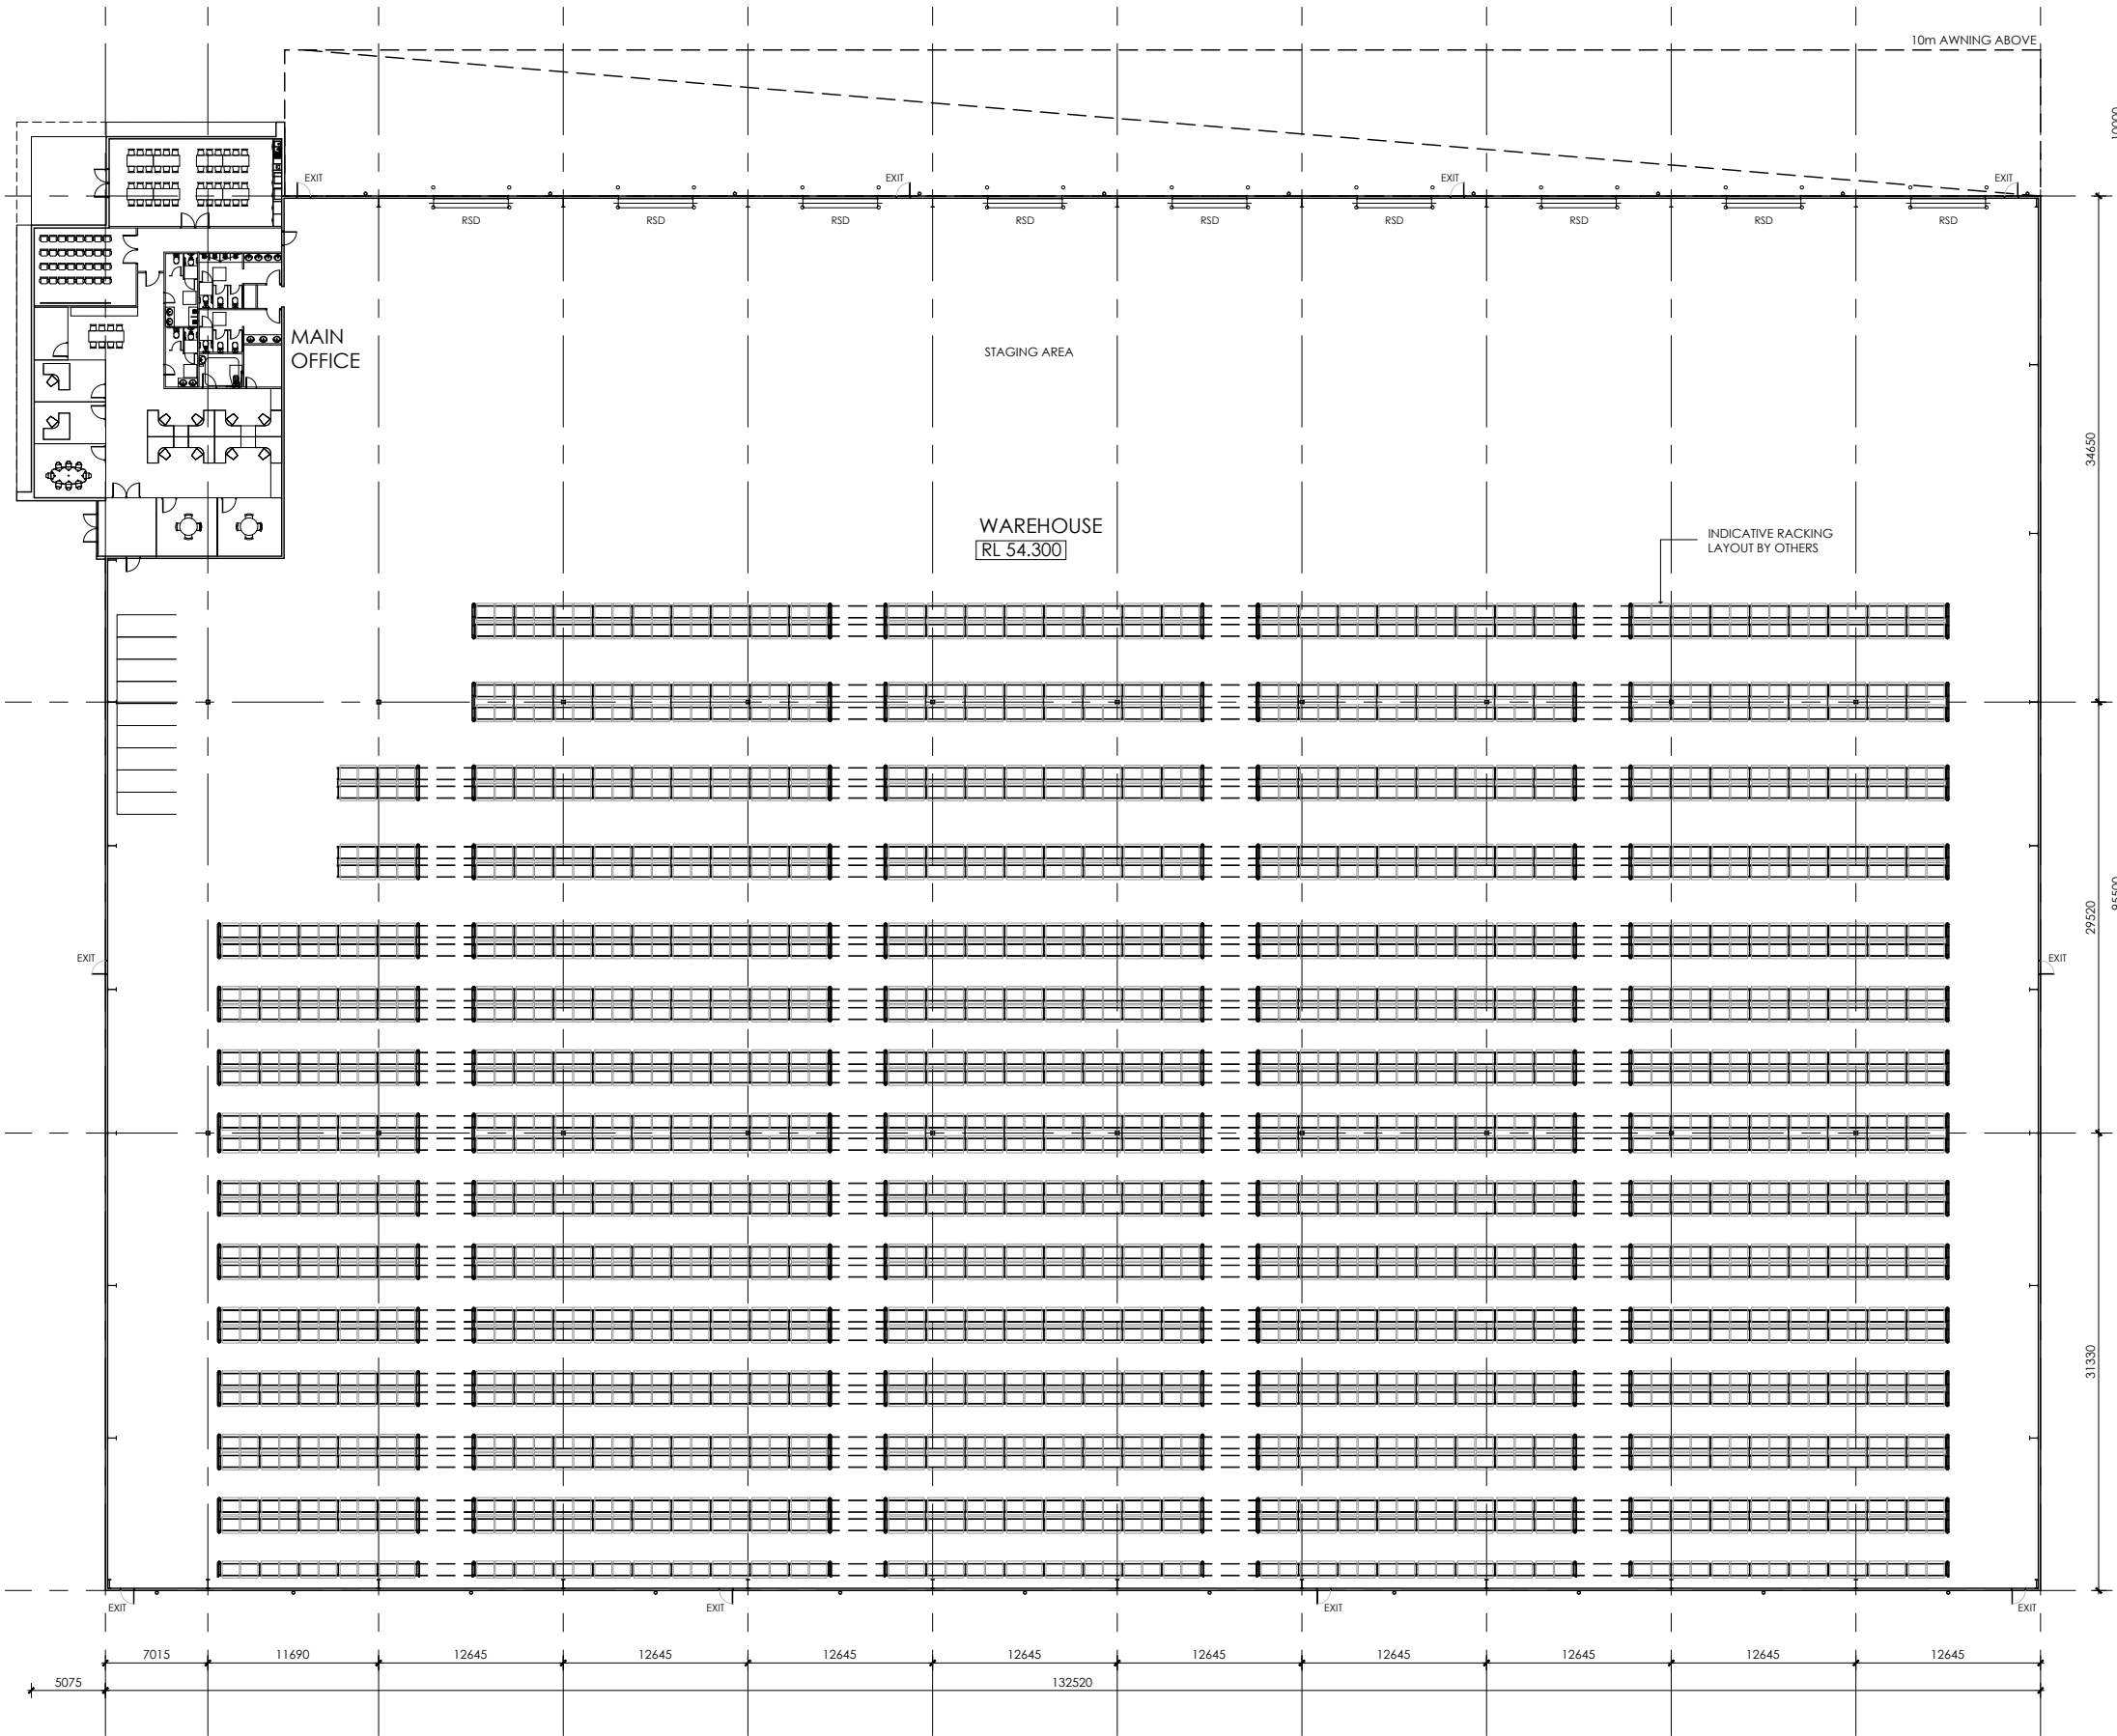 10m AWNING ABOVE
10000
EXIT
EXIT
EXIT
EXIT
RSD
RSD
RSD
RSD
RSD
RSD
RSD
RSD
RSD
MAIN
OFFICE
STAGING AREA
34650
WAREHOUSE
RL 54.300
INDICATIVE RACKING
LAYOUT BY OTHERS
29520
95500
EXIT
EXIT
31330
EXIT
EXIT
EXIT
EXIT
7015
11690
12645
12645
12645
12645
12645
12645
12645
12645
12645
5075
132520